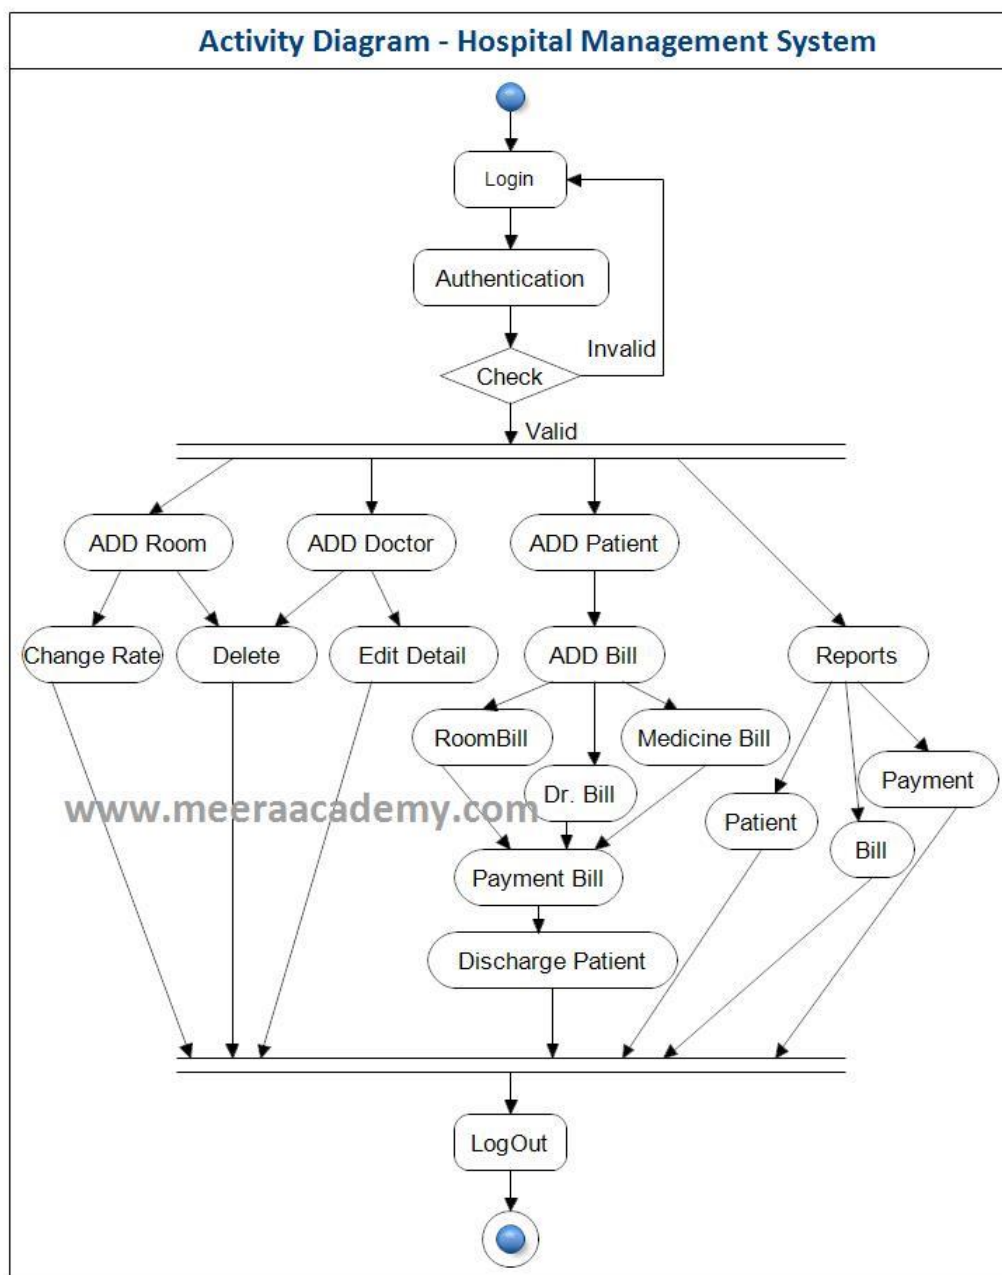 Activity Diagram - Hospital Management System
Login
Authentication
Invalid
Check
Valid
ADD Room
ADD Doctor
ADD Patient
Change Rate
Delete
Edit Detail
ADD Bill
Reports
RoomBill
Medicine Bill
Dr. Bill
Payment
www.meeraacademy.com
Patient
Bill
Payment Bill
Discharge Patient
LogOut